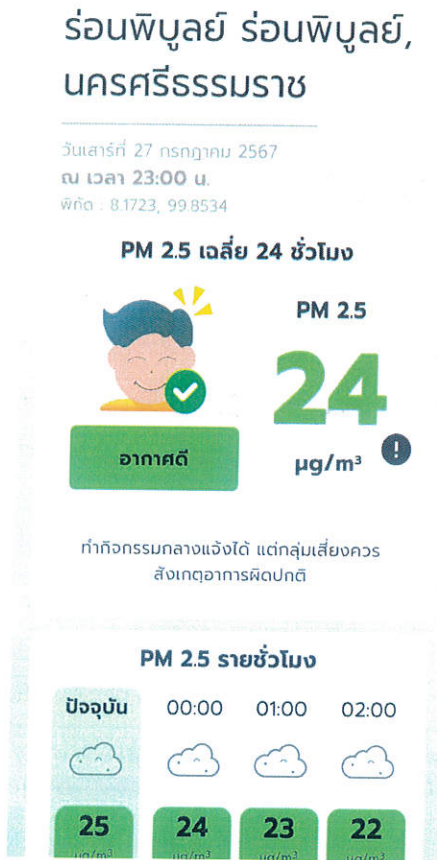 ร่อนพิบูลย์ ร่อนพิบูลย์,
นครศรีธรรมราช
วันเสาร์ที่ 27 กรกฎาคม 2567
ณ เวลา 23:00 น.
พิกัด : 8.1723, 99.8534
PM 2.5 เฉลี่ย 24 ชั่วโมง
PM 2.5
24
อากาศดี
µg/m³
!
ทำกิจกรรมกลางแจ้งได้ แต่กลุ่มเสี่ยงควร
สังเกตุอาการผิดปกติ
PM 2.5 รายชั่วโมง
ปัจจุบัน 00:00 01:00 02:00
25 24 23 22
µg/m³ µg/m³ µg/m³ µg/m³